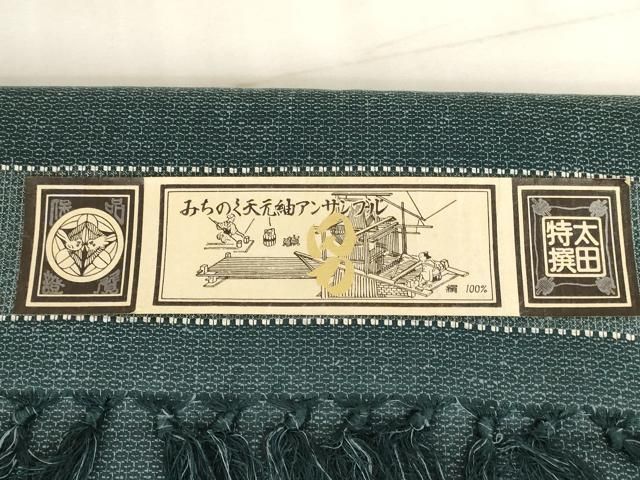 みちのく天元紬アンサンブル
絹 100%
太田
特撰